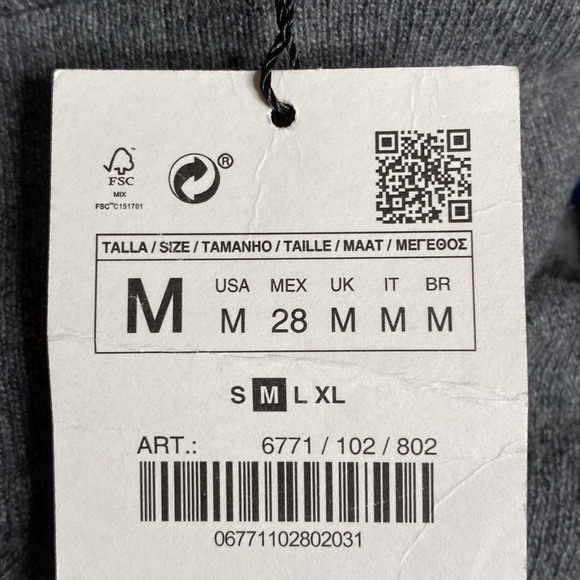 FSC
MIX
FSC™C151701
®
TALLA / SIZE / TAMANHO / TAILLE / MAAT / ΜΕΓΕΘΟΣ
M
USA MEX UK IT BR
M 28 M M M
S M L XL
ART.: 6771 / 102 / 802
06771102802031